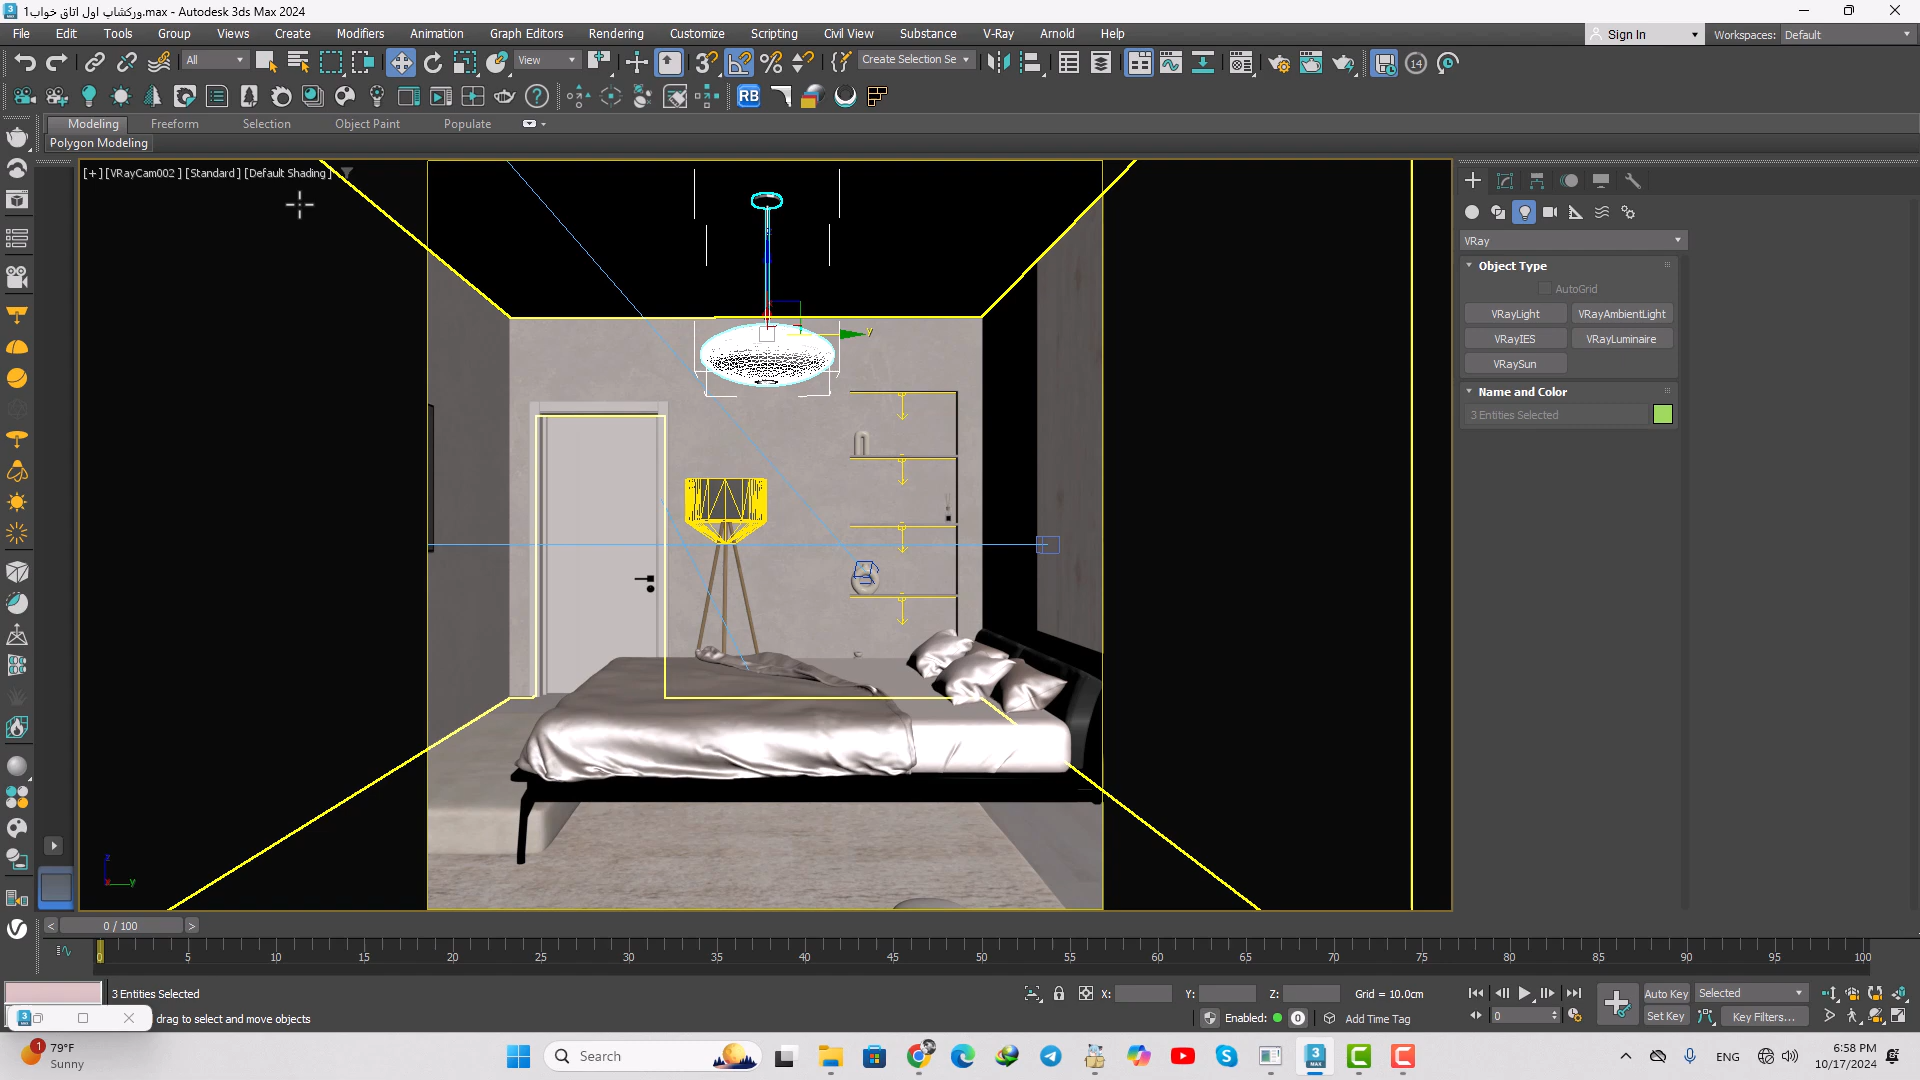 ورکشاپ اول اتاق خواب1.max - Autodesk 3ds Max 2024
File Edit Tools Group Views Create Modifiers Animation Graph Editors Rendering Customize Scripting Civil View Substance V-Ray Arnold Help
Sign In
Workspaces: Default
All
View
Create Selection Se
14
RB
Modeling Freeform Selection Object Paint Populate
Polygon Modeling
[+] [VRayCam002 ] [Standard ] [Default Shading ]
y
VRay
Object Type
AutoGrid
VRayLight VRayAmbientLight
VRayIES VRayLuminaire
VRaySun
Name and Color
3 Entities Selected
z
x y
< 0 / 100 >
0 5 10 15 20 25 30 35 40 45 50 55 60 65 70 75 80 85 90 95 100
3 Entities Selected
X: Y: Z: Grid = 10.0cm
Auto Key Selected
drag to select and move objects
Enabled: 0 Add Time Tag
0
Set Key Key Filters...
1
79°F
Sunny
Search
ENG
6:58 PM
10/17/2024